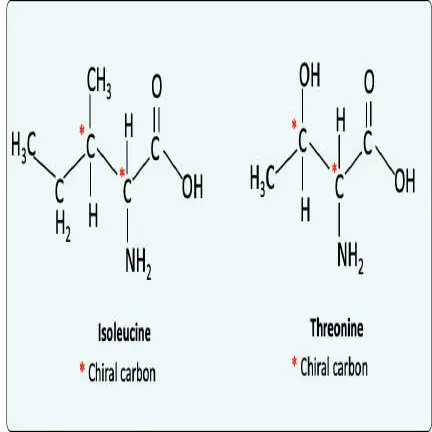 CH3
O
H
* C
C
H3C
* C
OH
C
H2
H
NH2
Isoleucine
* Chiral carbon
OH
O
H
* C
C
H3C
* C
OH
H
NH2
Threonine
* Chiral carbon